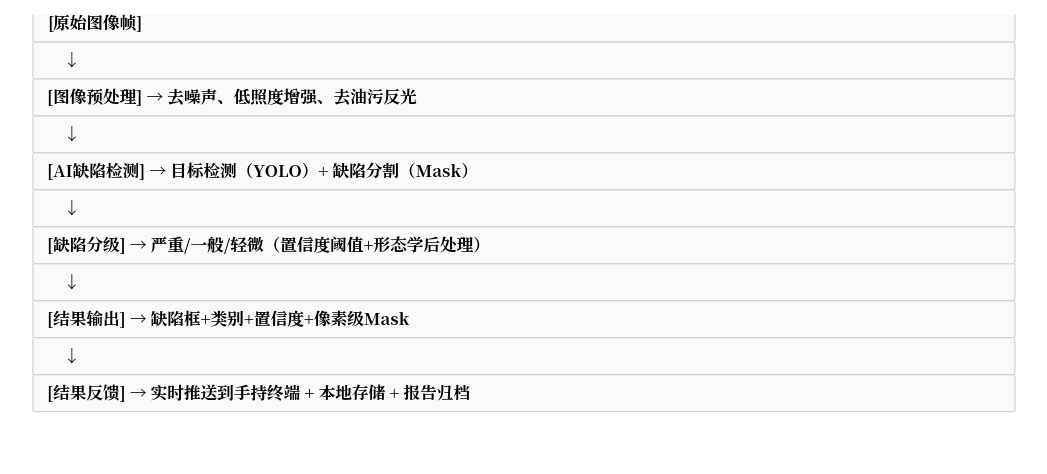 [原始图像帧]
↓
[图像预处理] → 去噪声、低照度增强、去油污反光
↓
[AI缺陷检测] → 目标检测（YOLO）+ 缺陷分割（Mask）
↓
[缺陷分级] → 严重/一般/轻微（置信度阈值+形态学后处理）
↓
[结果输出] → 缺陷框+类别+置信度+像素级Mask
↓
[结果反馈] → 实时推送到手持终端 + 本地存储 + 报告归档